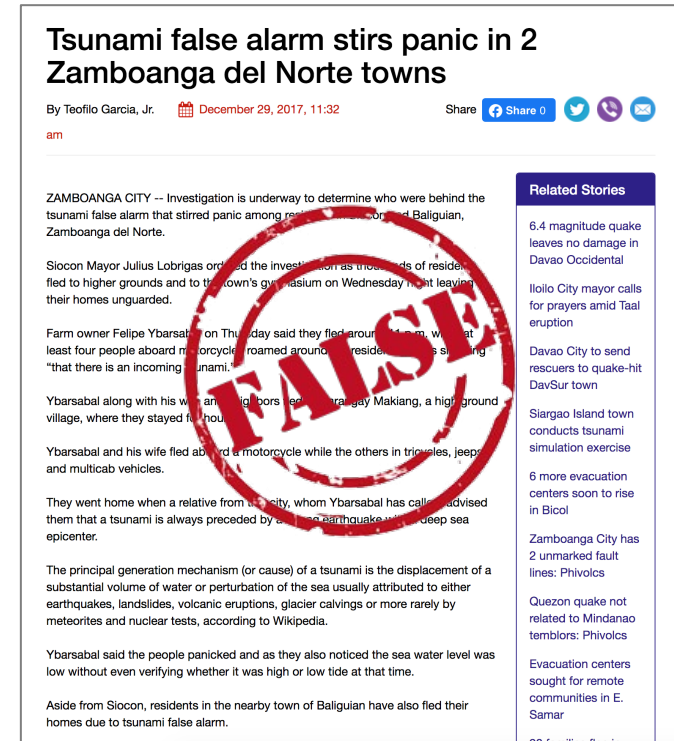 Tsunami false alarm stirs panic in 2
Zamboanga del Norte towns
By Teofilo Garcia, Jr.
December 29, 2017, 11:32
am
Share
Share 0
ZAMBOANGA CITY -- Investigation is underway to determine who were behind the
tsunami false alarm that stirred panic among Baliguian,
Zamboanga del Norte.
Siocon Mayor Julius Lobrigas the as of
fled to higher grounds and to town's on Wednesday leaving
their homes unguarded.
Farm owner Felipe on they fled at
least four people aboard roamed around
“that there is an incoming
Ybarsabal along with his Makiang, a high ground
village, where they stayed
Ybarsabal and his wife fled a motorcycle while the others in jeeps
and multicab vehicles.
They went home when a relative from city, whom Ybarsabal has advised
them that a tsunami is always preceded by earthquake deep sea
epicenter.
The principal generation mechanism (or cause) of a tsunami is the displacement of a
substantial volume of water or perturbation of the sea usually attributed to either
earthquakes, landslides, volcanic eruptions, glacier calvings or more rarely by
meteorites and nuclear tests, according to Wikipedia.
Ybarsabal said the people panicked and as they also noticed the sea water level was
low without even verifying whether it was high or low tide at that time.
Aside from Siocon, residents in the nearby town of Baliguian have also fled their
homes due to tsunami false alarm.
FALSE
Related Stories
6.4 magnitude quake
leaves no damage in
Davao Occidental
Iloilo City mayor calls
for prayers amid Taal
eruption
Davao City to send
rescuers to quake-hit
DavSur town
Siargao Island town
conducts tsunami
simulation exercise
6 more evacuation
centers soon to rise
in Bicol
Zamboanga City has
2 unmarked fault
lines: Phivolcs
Quezon quake not
related to Mindanao
temblors: Phivolcs
Evacuation centers
sought for remote
communities in E.
Samar